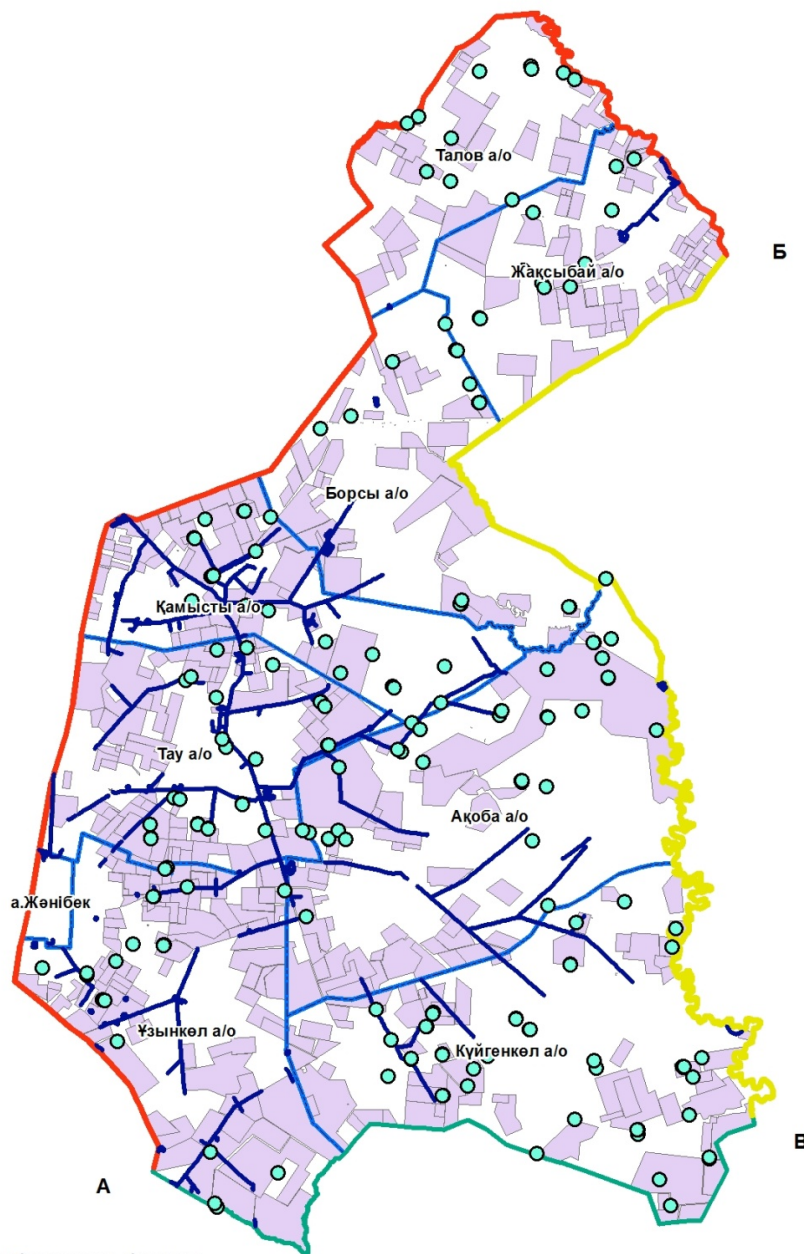 Талов а/о
Б
Жақсыбай а/о
Борсы а/о
Қамысты а/о
Тау а/о
Ақоба а/о
а.Жәнібек
Ұзынкөл а/о
Күйгенкөл а/о
В
А